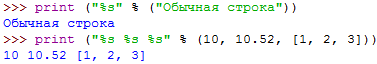 >>> print ("%s" % ("Обычная строка"))
Обычная строка
>>> print ("%s %s %s" % (10, 10.52, [1, 2, 3]))
10 10.52 [1, 2, 3]